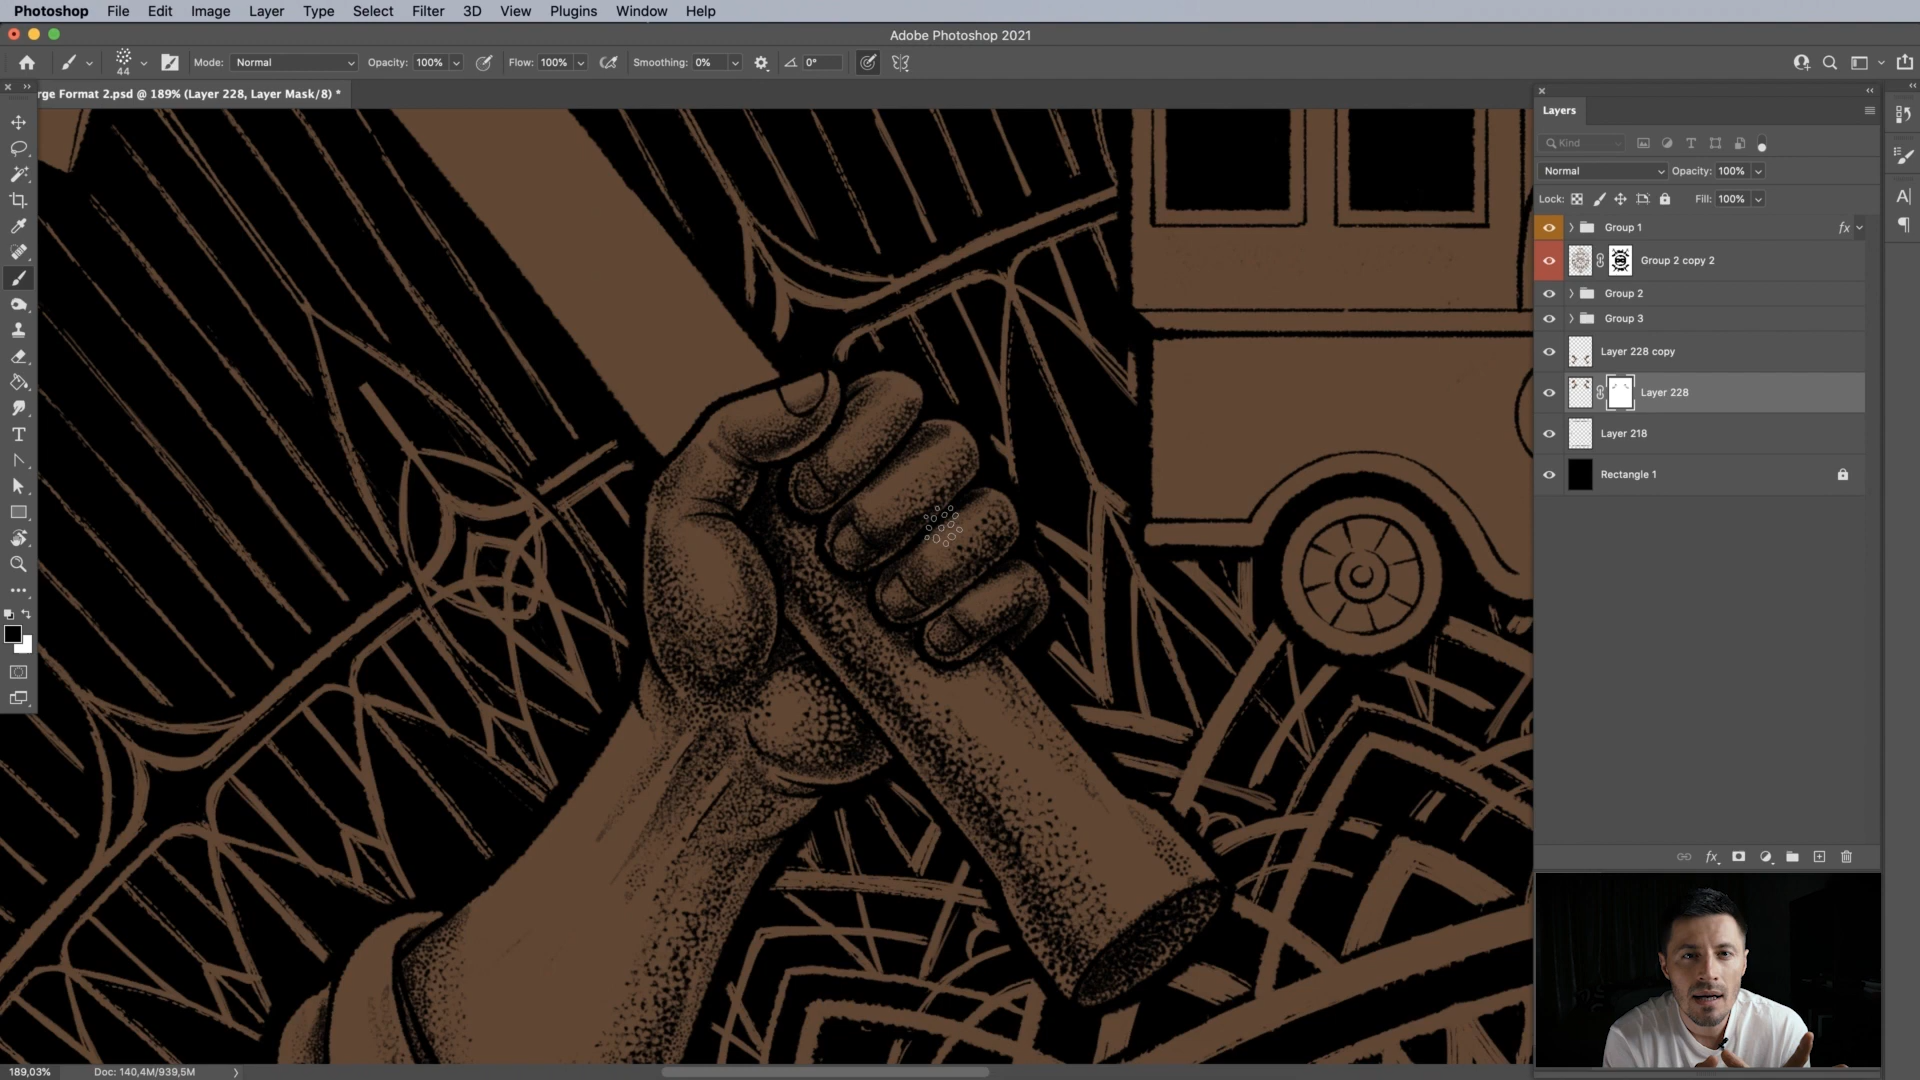 Photoshop File Edit Image Layer Type Select Filter 3D View Plugins Window Help
Adobe Photoshop 2021
44 Mode: Normal Opacity: 100% Flow: 100% Smoothing: 0% 0°
rge Format 2.psd @ 189% (Layer 228, Layer Mask/8) *
Layers
Kind
Normal Opacity: 100%
Lock: Fill: 100%
Group 1 fx
Group 2 copy 2
Group 2
Group 3
Layer 228 copy
Layer 228
Layer 218
Rectangle 1
fx
189,03% Doc: 140,4M/939,5M